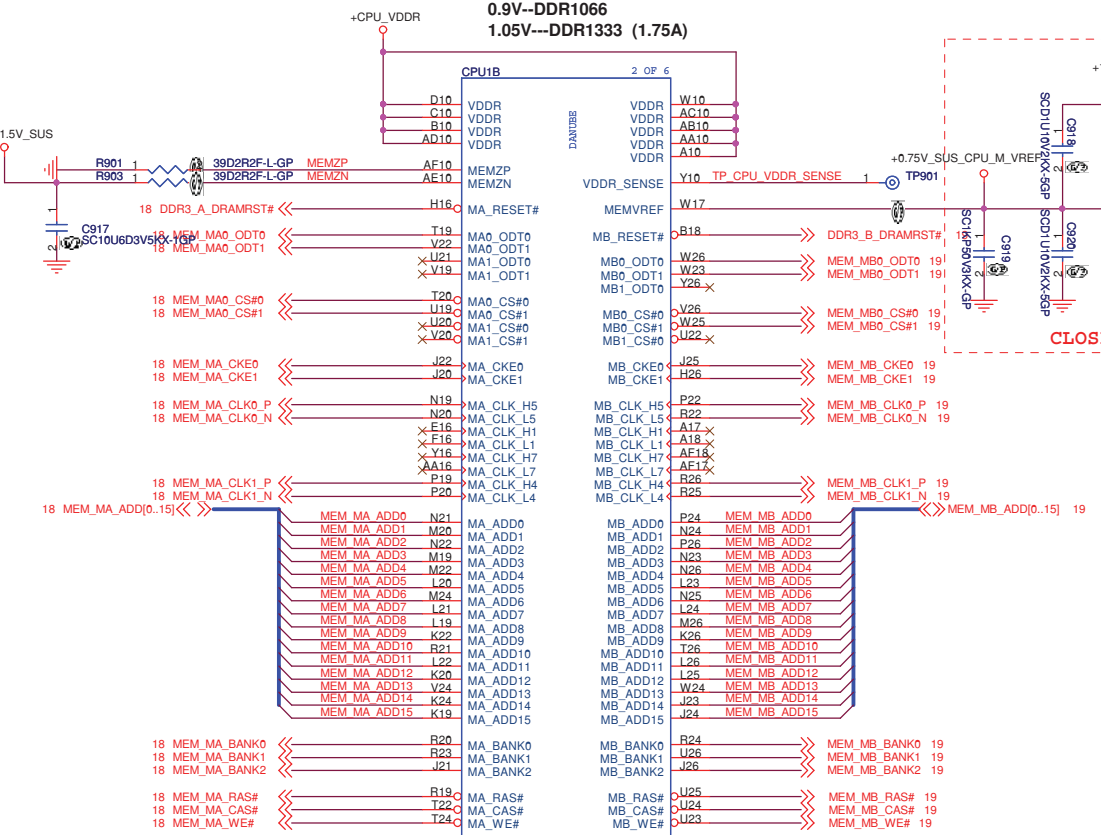 0.9V--DDR1066
1.05V---DDR1333 (1.75A)
+CPU_VDDR
CPU1B 2 OF 6
DANUBE
D10 VDDR VDDR W10
C10 VDDR VDDR AC10
B10 VDDR VDDR AB10
AD10 VDDR VDDR AA10
VDDR A10
1.5V_SUS
R901 1 39D2R2F-L-GP MEMZP AF10 MEMZP
R903 1 39D2R2F-L-GP MEMZN AE10 MEMZN
VDDR_SENSE Y10 TP_CPU_VDDR_SENSE 1 TP901
+0.75V_SUS_CPU_M_VREF
1 C917 SC10U6D3V5KX-1GP 2
18 DDR3_A_DRAMRST# H16 MA_RESET# MEMVREF W17
18 MEM_MA0_ODT0 T19 MA0_ODT0 MB_RESET# B18 DDR3_B_DRAMRST#
18 MEM_MA0_ODT1 V22 MA0_ODT1
U21 MA1_ODT0 MB0_ODT0 W26 MEM_MB0_ODT0 19
V19 MA1_ODT1 MB0_ODT1 W23 MEM_MB0_ODT1 19
MB1_ODT0 Y26
18 MEM_MA0_CS#0 T20 MA0_CS#0
18 MEM_MA0_CS#1 U19 MA0_CS#1 MB0_CS#0 V26 MEM_MB0_CS#0 19
U20 MA1_CS#0 MB0_CS#1 W25 MEM_MB0_CS#1 19
V20 MA1_CS#1 MB1_CS#0 U22
SCD1U10V2KX-5GP 1 C918 2
SC1KP50V3KX-GP 1 C919 2
SCD1U10V2KX-5GP 1 C920 2
CLOS
18 MEM_MA_CKE0 J22 MA_CKE0 MB_CKE0 J25 MEM_MB_CKE0 19
18 MEM_MA_CKE1 J20 MA_CKE1 MB_CKE1 H26 MEM_MB_CKE1 19
18 MEM_MA_CLK0_P N19 MA_CLK_H5 MB_CLK_H5 P22 MEM_MB_CLK0_P 19
18 MEM_MA_CLK0_N N20 MA_CLK_L5 MB_CLK_L5 R22 MEM_MB_CLK0_N 19
E16 MA_CLK_H1 MB_CLK_H1 A17
F16 MA_CLK_L1 MB_CLK_L1 A18
Y16 MA_CLK_H7 MB_CLK_H7 AF18
AA16 MA_CLK_L7 MB_CLK_L7 AF17
18 MEM_MA_CLK1_P P19 MA_CLK_H4 MB_CLK_H4 R26 MEM_MB_CLK1_P 19
18 MEM_MA_CLK1_N P20 MA_CLK_L4 MB_CLK_L4 R25 MEM_MB_CLK1_N 19
18 MEM_MA_ADD[0..15] MEM_MB_ADD[0..15] 19
MEM_MA_ADD0 N21 MA_ADD0 MB_ADD0 P24 MEM_MB_ADD0
MEM_MA_ADD1 M20 MA_ADD1 MB_ADD1 N24 MEM_MB_ADD1
MEM_MA_ADD2 N22 MA_ADD2 MB_ADD2 P26 MEM_MB_ADD2
MEM_MA_ADD3 M19 MA_ADD3 MB_ADD3 N23 MEM_MB_ADD3
MEM_MA_ADD4 M22 MA_ADD4 MB_ADD4 N26 MEM_MB_ADD4
MEM_MA_ADD5 L20 MA_ADD5 MB_ADD5 L23 MEM_MB_ADD5
MEM_MA_ADD6 M24 MA_ADD6 MB_ADD6 N25 MEM_MB_ADD6
MEM_MA_ADD7 L21 MA_ADD7 MB_ADD7 L24 MEM_MB_ADD7
MEM_MA_ADD8 L19 MA_ADD8 MB_ADD8 M26 MEM_MB_ADD8
MEM_MA_ADD9 K22 MA_ADD9 MB_ADD9 K26 MEM_MB_ADD9
MEM_MA_ADD10 R21 MA_ADD10 MB_ADD10 T26 MEM_MB_ADD10
MEM_MA_ADD11 L22 MA_ADD11 MB_ADD11 L26 MEM_MB_ADD11
MEM_MA_ADD12 K20 MA_ADD12 MB_ADD12 L25 MEM_MB_ADD12
MEM_MA_ADD13 V24 MA_ADD13 MB_ADD13 W24 MEM_MB_ADD13
MEM_MA_ADD14 K24 MA_ADD14 MB_ADD14 J23 MEM_MB_ADD14
MEM_MA_ADD15 K19 MA_ADD15 MB_ADD15 J24 MEM_MB_ADD15
18 MEM_MA_BANK0 R20 MA_BANK0 MB_BANK0 R24 MEM_MB_BANK0 19
18 MEM_MA_BANK1 R23 MA_BANK1 MB_BANK1 U26 MEM_MB_BANK1 19
18 MEM_MA_BANK2 J21 MA_BANK2 MB_BANK2 J26 MEM_MB_BANK2 19
18 MEM_MA_RAS# R19 MA_RAS# MB_RAS# U25 MEM_MB_RAS# 19
18 MEM_MA_CAS# T22 MA_CAS# MB_CAS# U24 MEM_MB_CAS# 19
18 MEM_MA_WE# T24 MA_WE# MB_WE# U23 MEM_MB_WE# 19